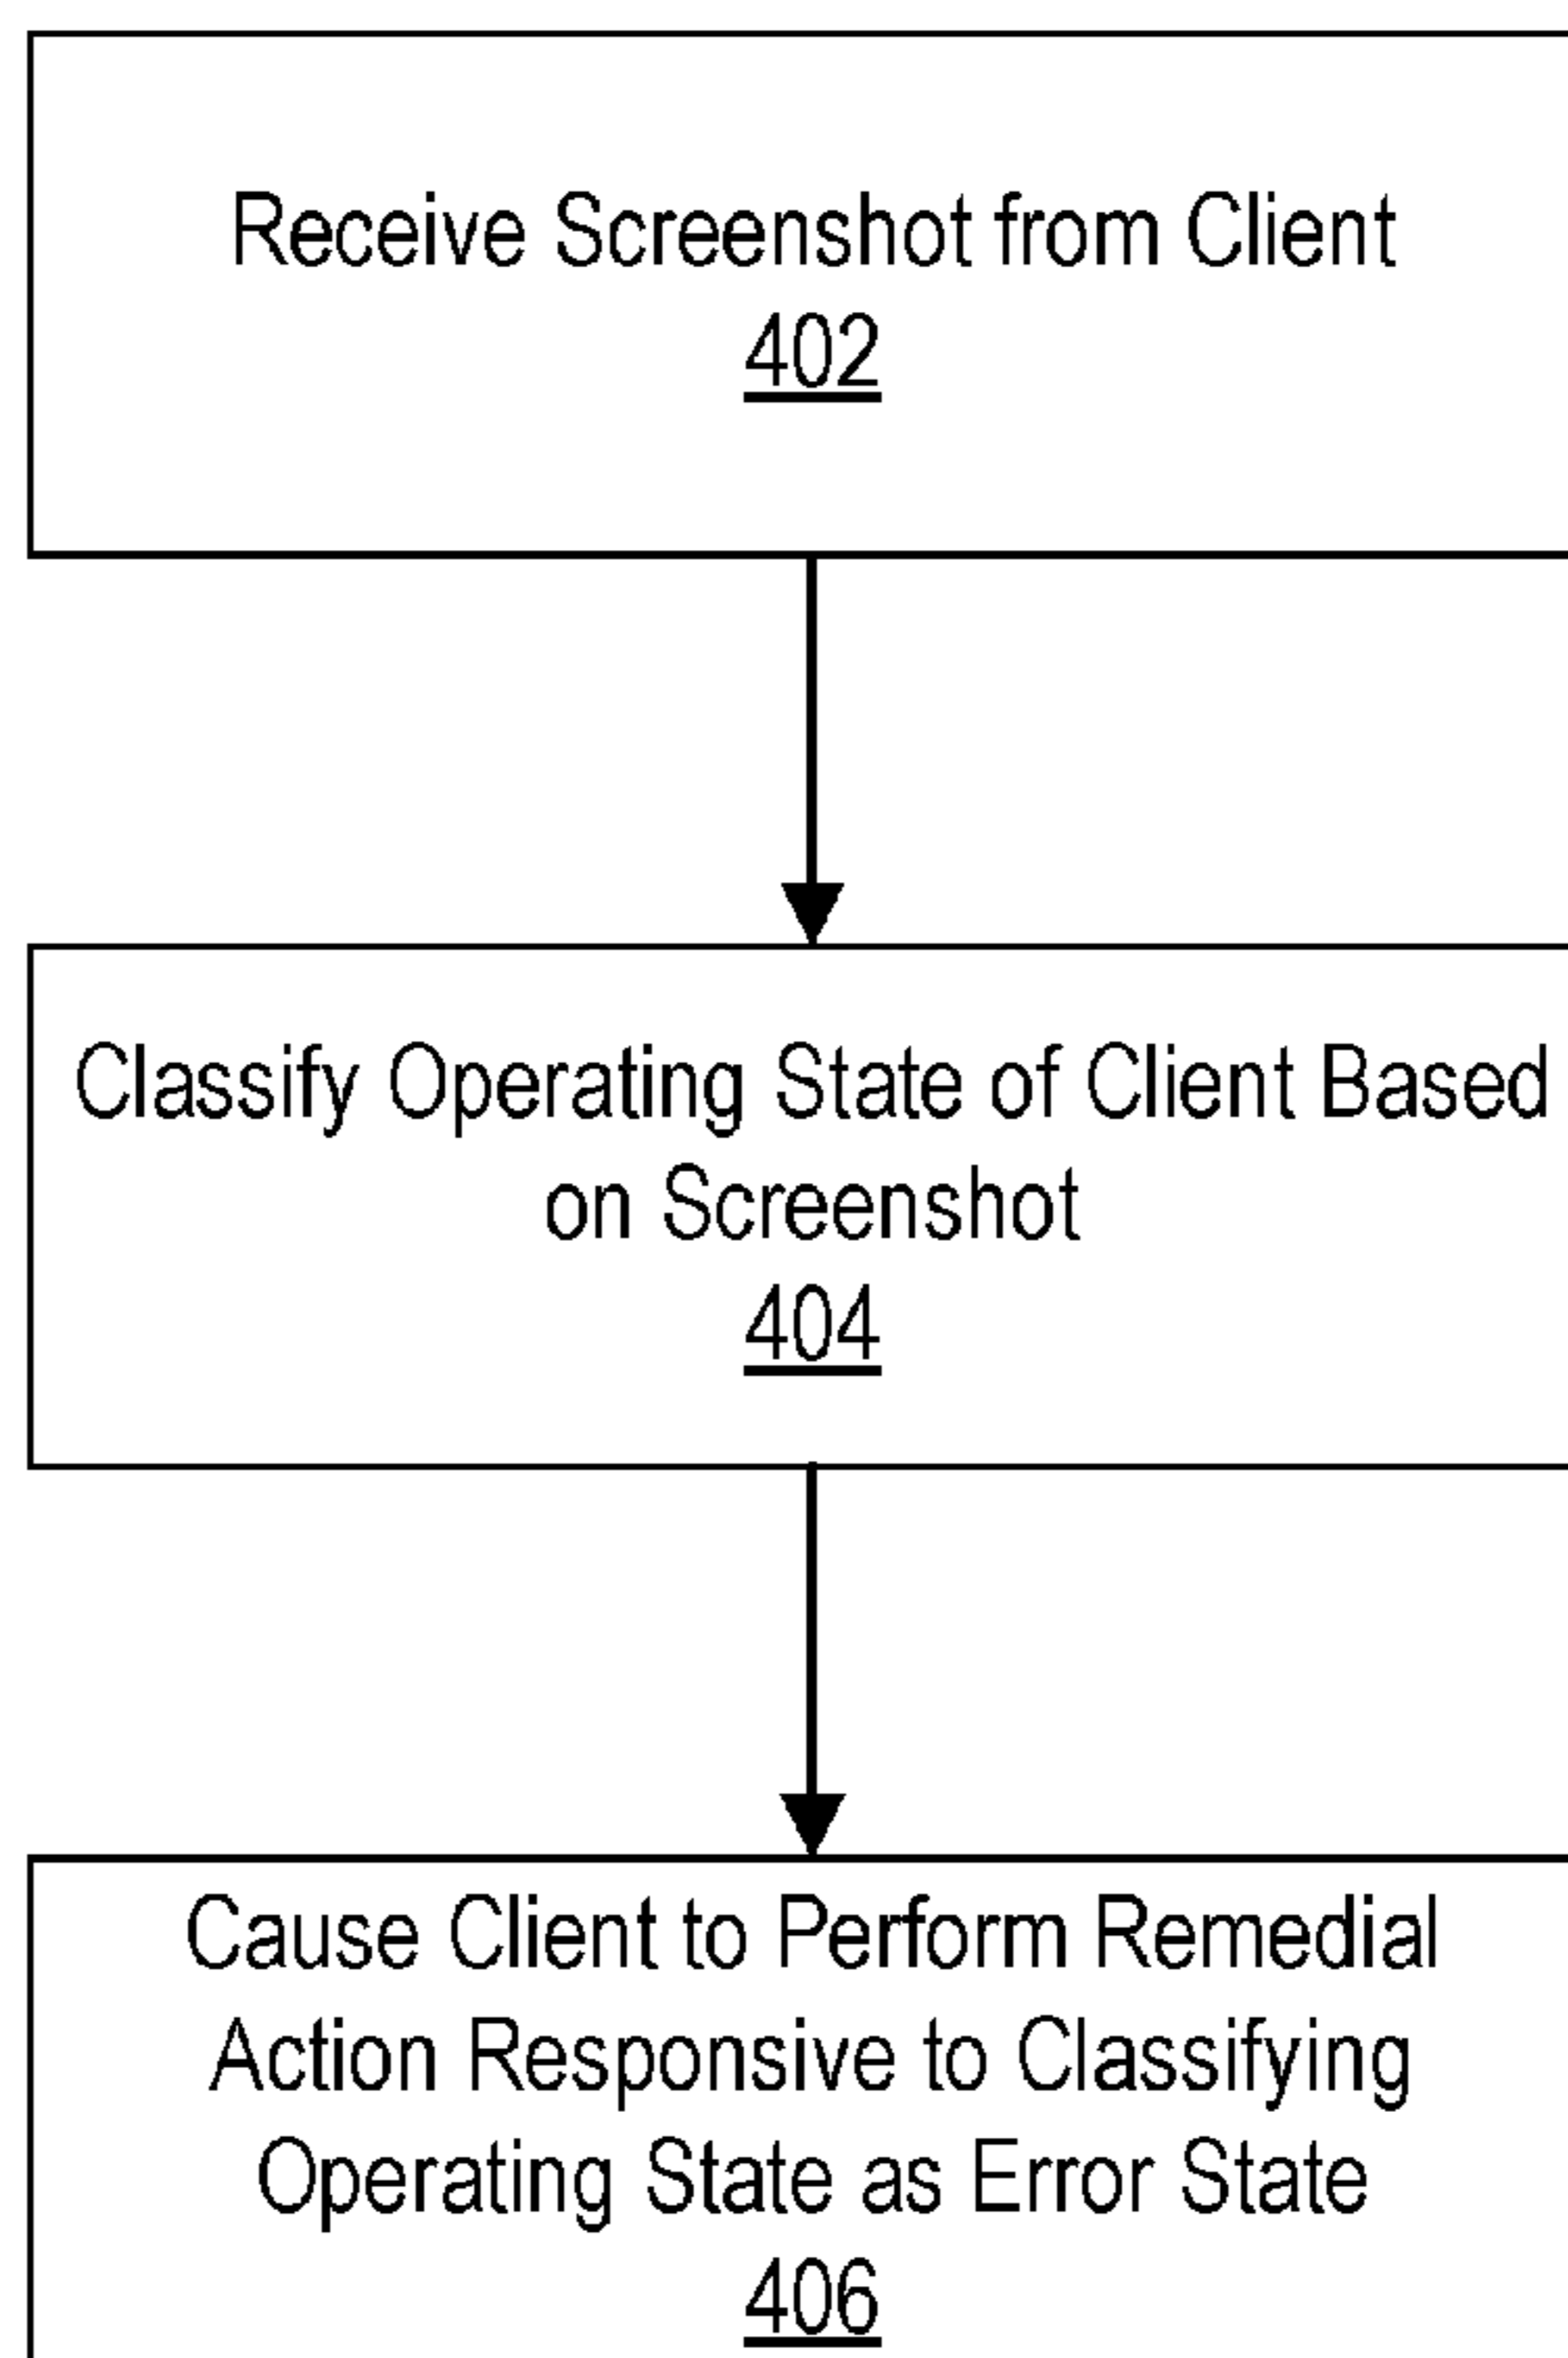 Receive Screenshot from Client
402
Classify Operating State of Client Based
on Screenshot
404
Cause Client to Perform Remedial
Action Responsive to Classifying
Operating State as Error State
406